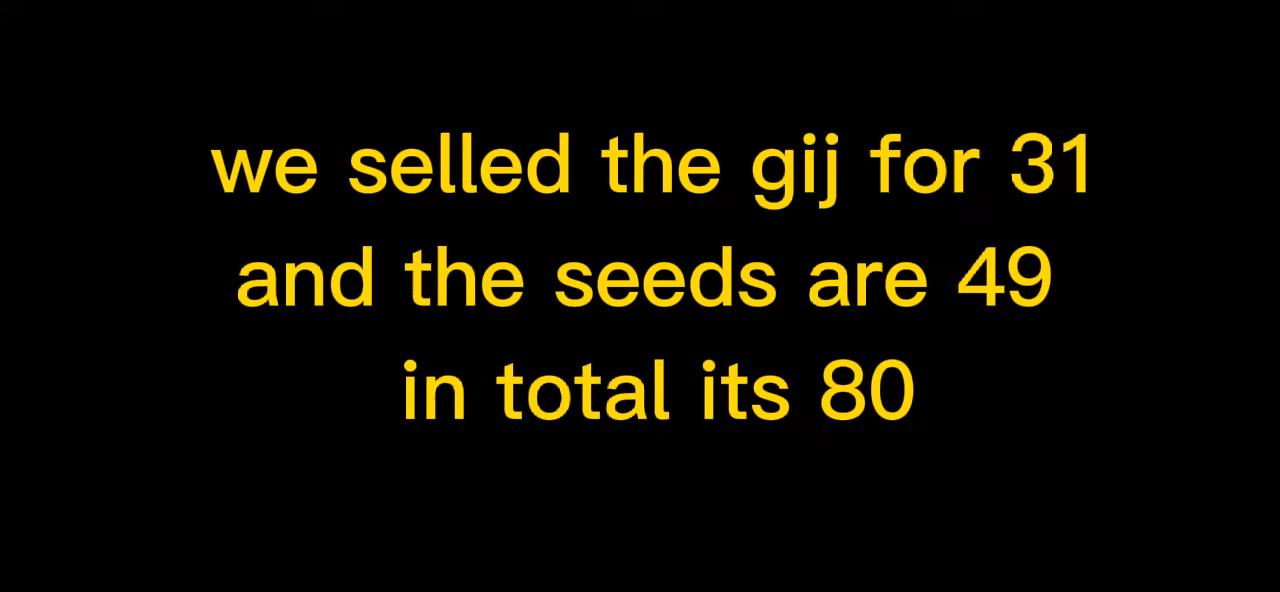 we selled the gij for 31
and the seeds are 49
in total its 80